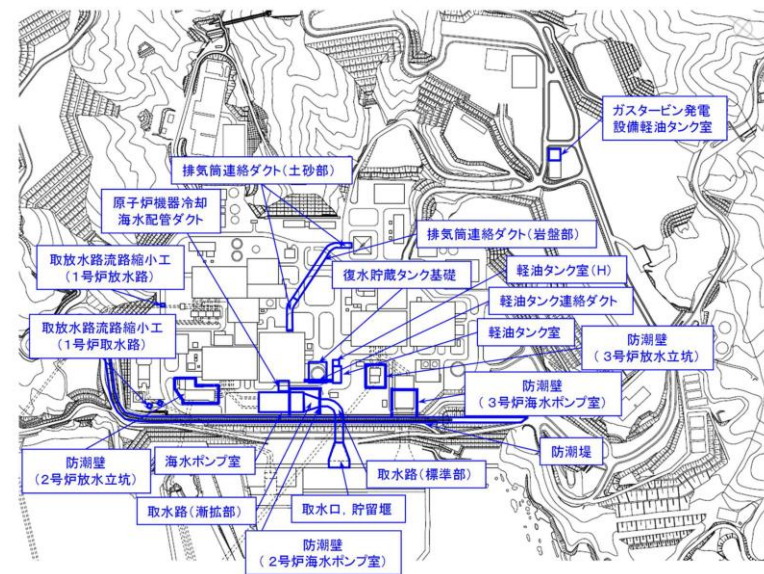 ガスタービン発電
設備軽油タンク室
排気筒連絡ダクト(土砂部)
原子炉機器冷却
海水配管ダクト
排気筒連絡ダクト(岩盤部)
取放水路流路縮小工
(1号炉放水路)
復水貯蔵タンク基礎
軽油タンク室(H)
軽油タンク連絡ダクト
取放水路流路縮小工
(1号炉取水路)
軽油タンク室
防潮壁
(3号炉放水立坑)
防潮壁
(3号炉海水ポンプ室)
防潮壁
(2号炉放水立坑)
海水ポンプ室
防潮堤
取水路(標準部)
取水路(漸拡部)
取水口,貯留堰
防潮壁
(2号炉海水ポンプ室)